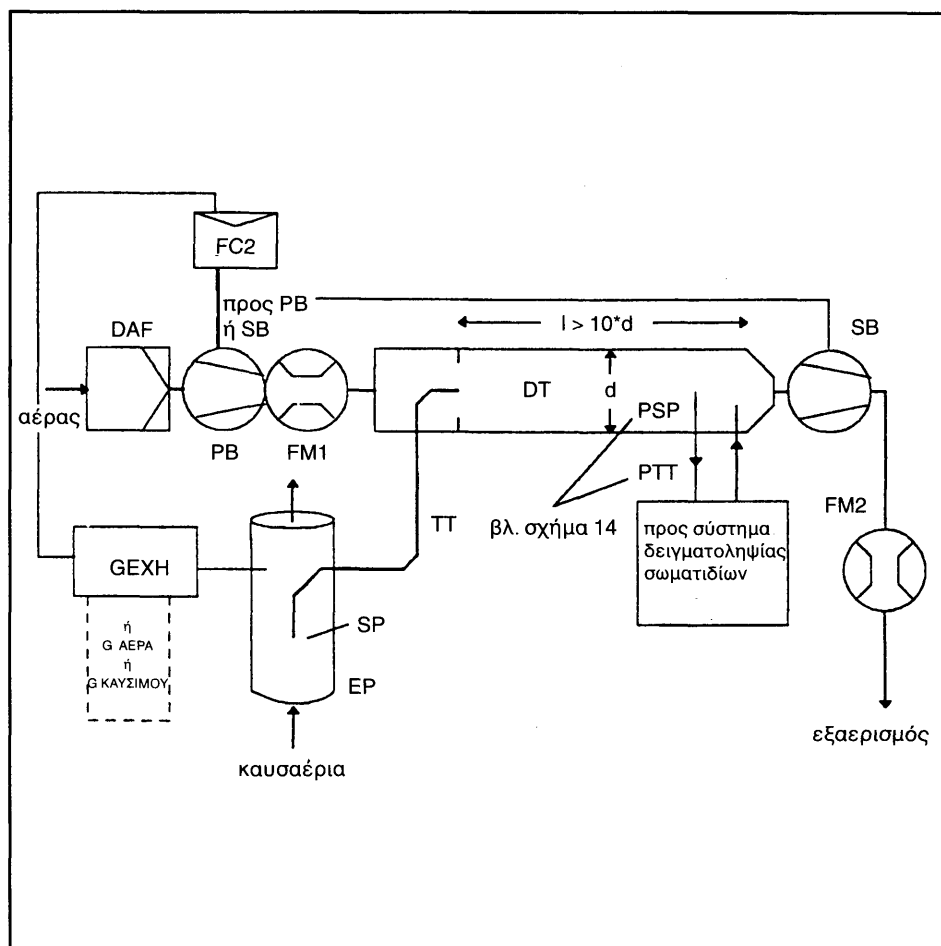 FC2
προς PB
ή SB
l > 10*d
SB
DAF
αέρας
DT
d
PSP
PB
FM1
PTT
FM2
TT
βλ. σχήμα 14
προς σύστημα
δειγματοληψίας
σωματιδίων
GEXH
SP
ή
G ΑΕΡΑ
ή
G ΚΑΥΣΙΜΟΥ
EP
εξαερισμός
καυσαέρια